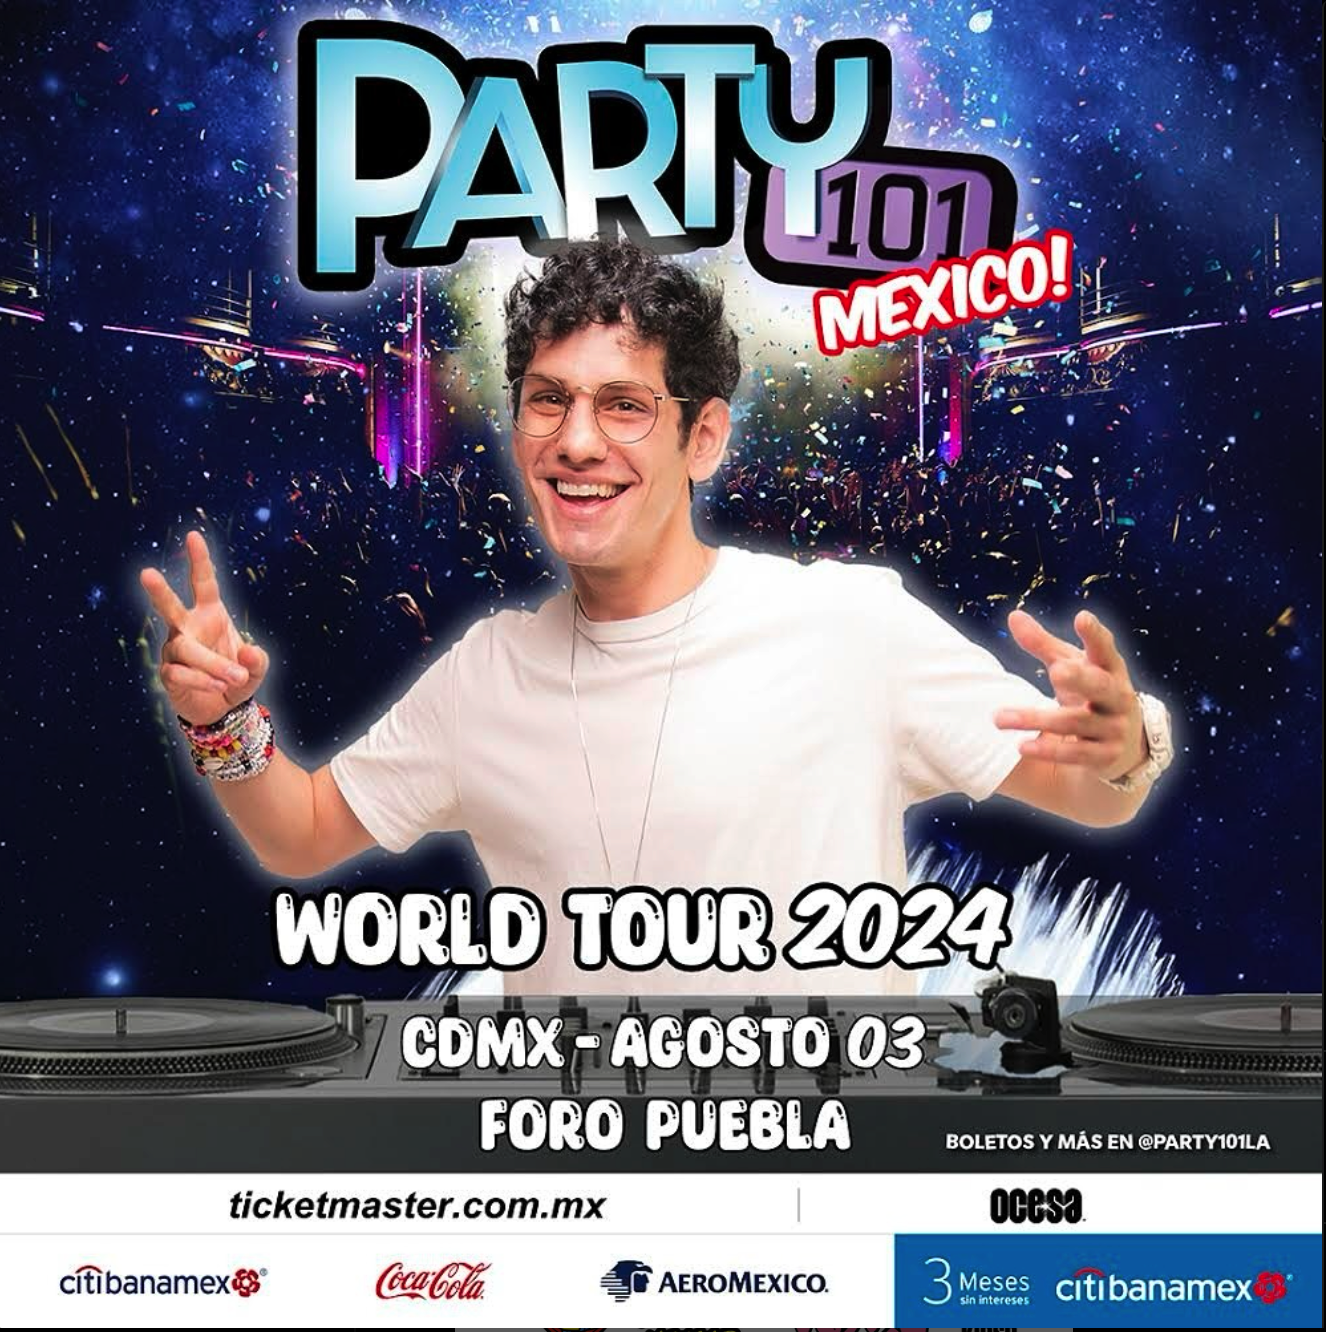 PARTY
101
MEXICO!
WORLD TOUR 2024
CDMX - AGOSTO 03
FORO PUEBLA
BOLETOS Y MÁS EN @PARTY101LA
ticketmaster.com.mx
ocesa
citibanamex
Coca-Cola
AEROMEXICO.
3 Meses
sin intereses
citibanamex